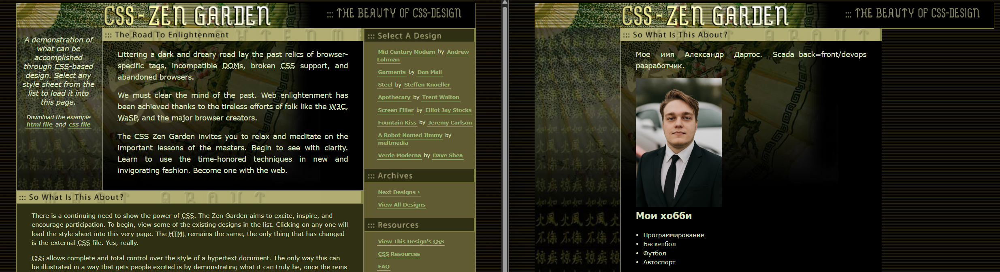 CSS-ZEN GARDEN
::: THE BEAUTY OF CSS-DESIGN
A demonstration of
what can be
accomplished
through CSS-based
design. Select any
style sheet from the
list to load it into
this page.
Download the example
html file and css file
::: The Road To Enlightenment
Littering a dark and dreary road lay the past relics of browser-
specific tags, incompatible DOMs, broken CSS support, and
abandoned browsers.
We must clear the mind of the past. Web enlightenment has
been achieved thanks to the tireless efforts of folk like the W3C,
WaSP, and the major browser creators.
The CSS Zen Garden invites you to relax and meditate on the
important lessons of the masters. Begin to see with clarity.
Learn to use the time-honored techniques in new and
invigorating fashion. Become one with the web.
::: So What Is This About?
There is a continuing need to show the power of CSS. The Zen Garden aims to excite, inspire, and
encourage participation. To begin, view some of the existing designs in the list. Clicking on any one will
load the style sheet into this very page. The HTML remains the same, the only thing that has changed
is the external CSS file. Yes, really.
CSS allows complete and total control over the style of a hypertext document. The only way this can
be illustrated in a way that gets people excited is by demonstrating what it can truly be, once the reins
::: Select A Design
Mid Century Modern by Andrew
Lohman
Garments by Dan Mall
Steel by Steffen Knoeller
Apothecary by Trent Walton
Screen Filler by Elliot Jay Stocks
Fountain Kiss by Jeremy Carlson
A Robot Named Jimmy by
meltmedia
Verde Moderna by Dave Shea
::: Archives
Next Designs ›
View All Designs
::: Resources
View This Design’s CSS
CSS Resources
FAQ
CSS-ZEN GARDEN
::: THE BEAUTY OF CSS-DESIGN
::: So What Is This About?
Мое имя Александр Дартос. Scada_back=front/devops
разработчик.
Мои хобби
• Программирование
• Баскетбол
• Футбол
• Автоспорт